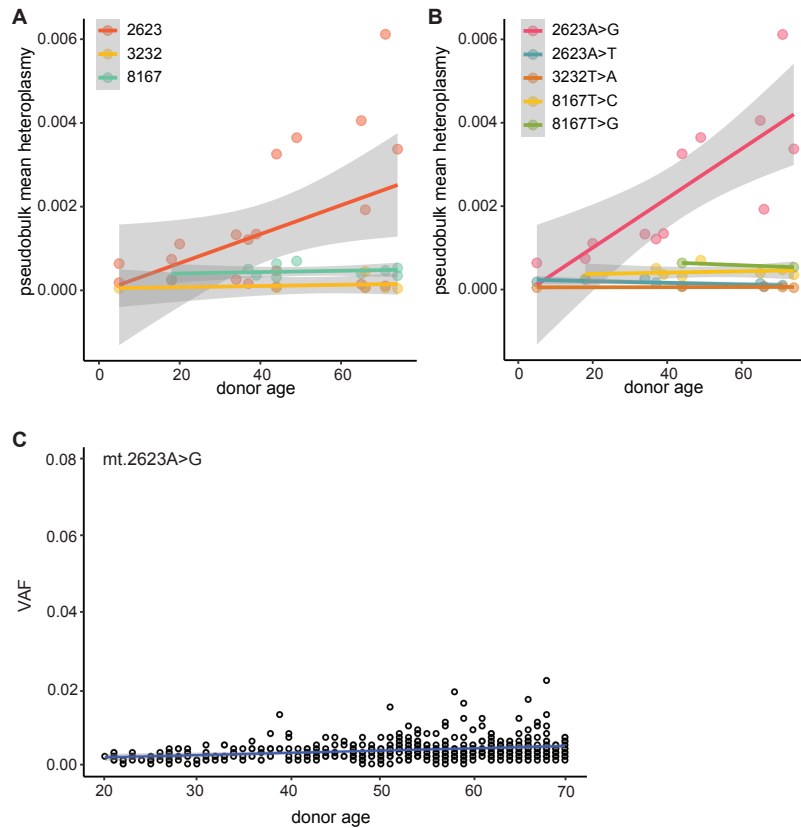 A
pseudobulk mean heteroplasmy
0.006
0.004
0.002
0.000
2623
3232
8167
0
20
40
60
donor age
B
pseudobulk mean heteroplasmy
0.006
0.004
0.002
0.000
2623A>G
2623A>T
3232T>A
8167T>C
8167T>G
0
20
40
60
donor age
C
mt.2623A>G
VAF
0.08
0.06
0.04
0.02
0.00
20
30
40
50
60
70
donor age